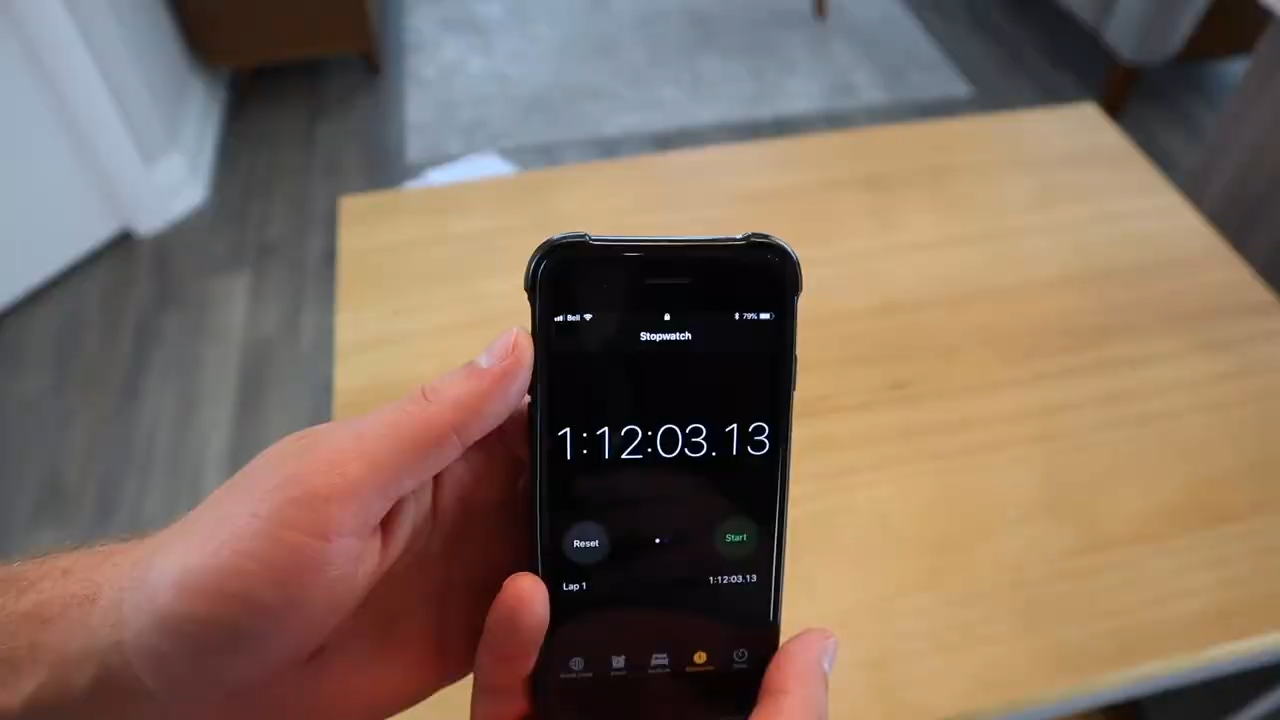 Bell 79%
Stopwatch
1:12:03.13
Reset Start
Lap 1 1:12:03.13